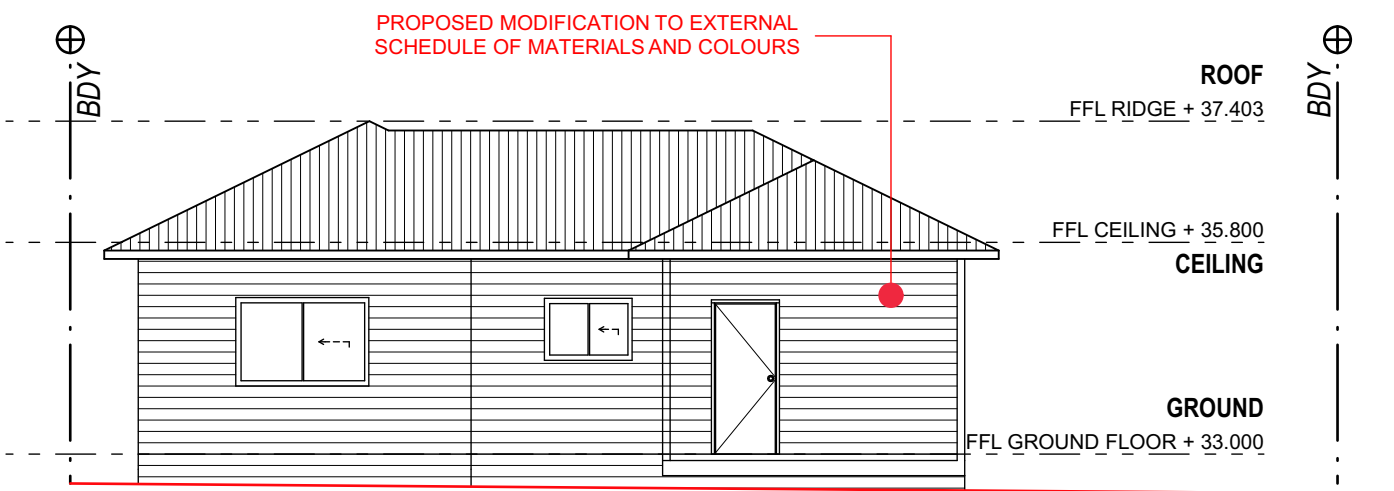 PROPOSED MODIFICATION TO EXTERNAL
SCHEDULE OF MATERIALS AND COLOURS
BDY
BDY
ROOF
FFL RIDGE + 37.403
FFL CEILING + 35.800
CEILING
GROUND
FFL GROUND FLOOR + 33.000